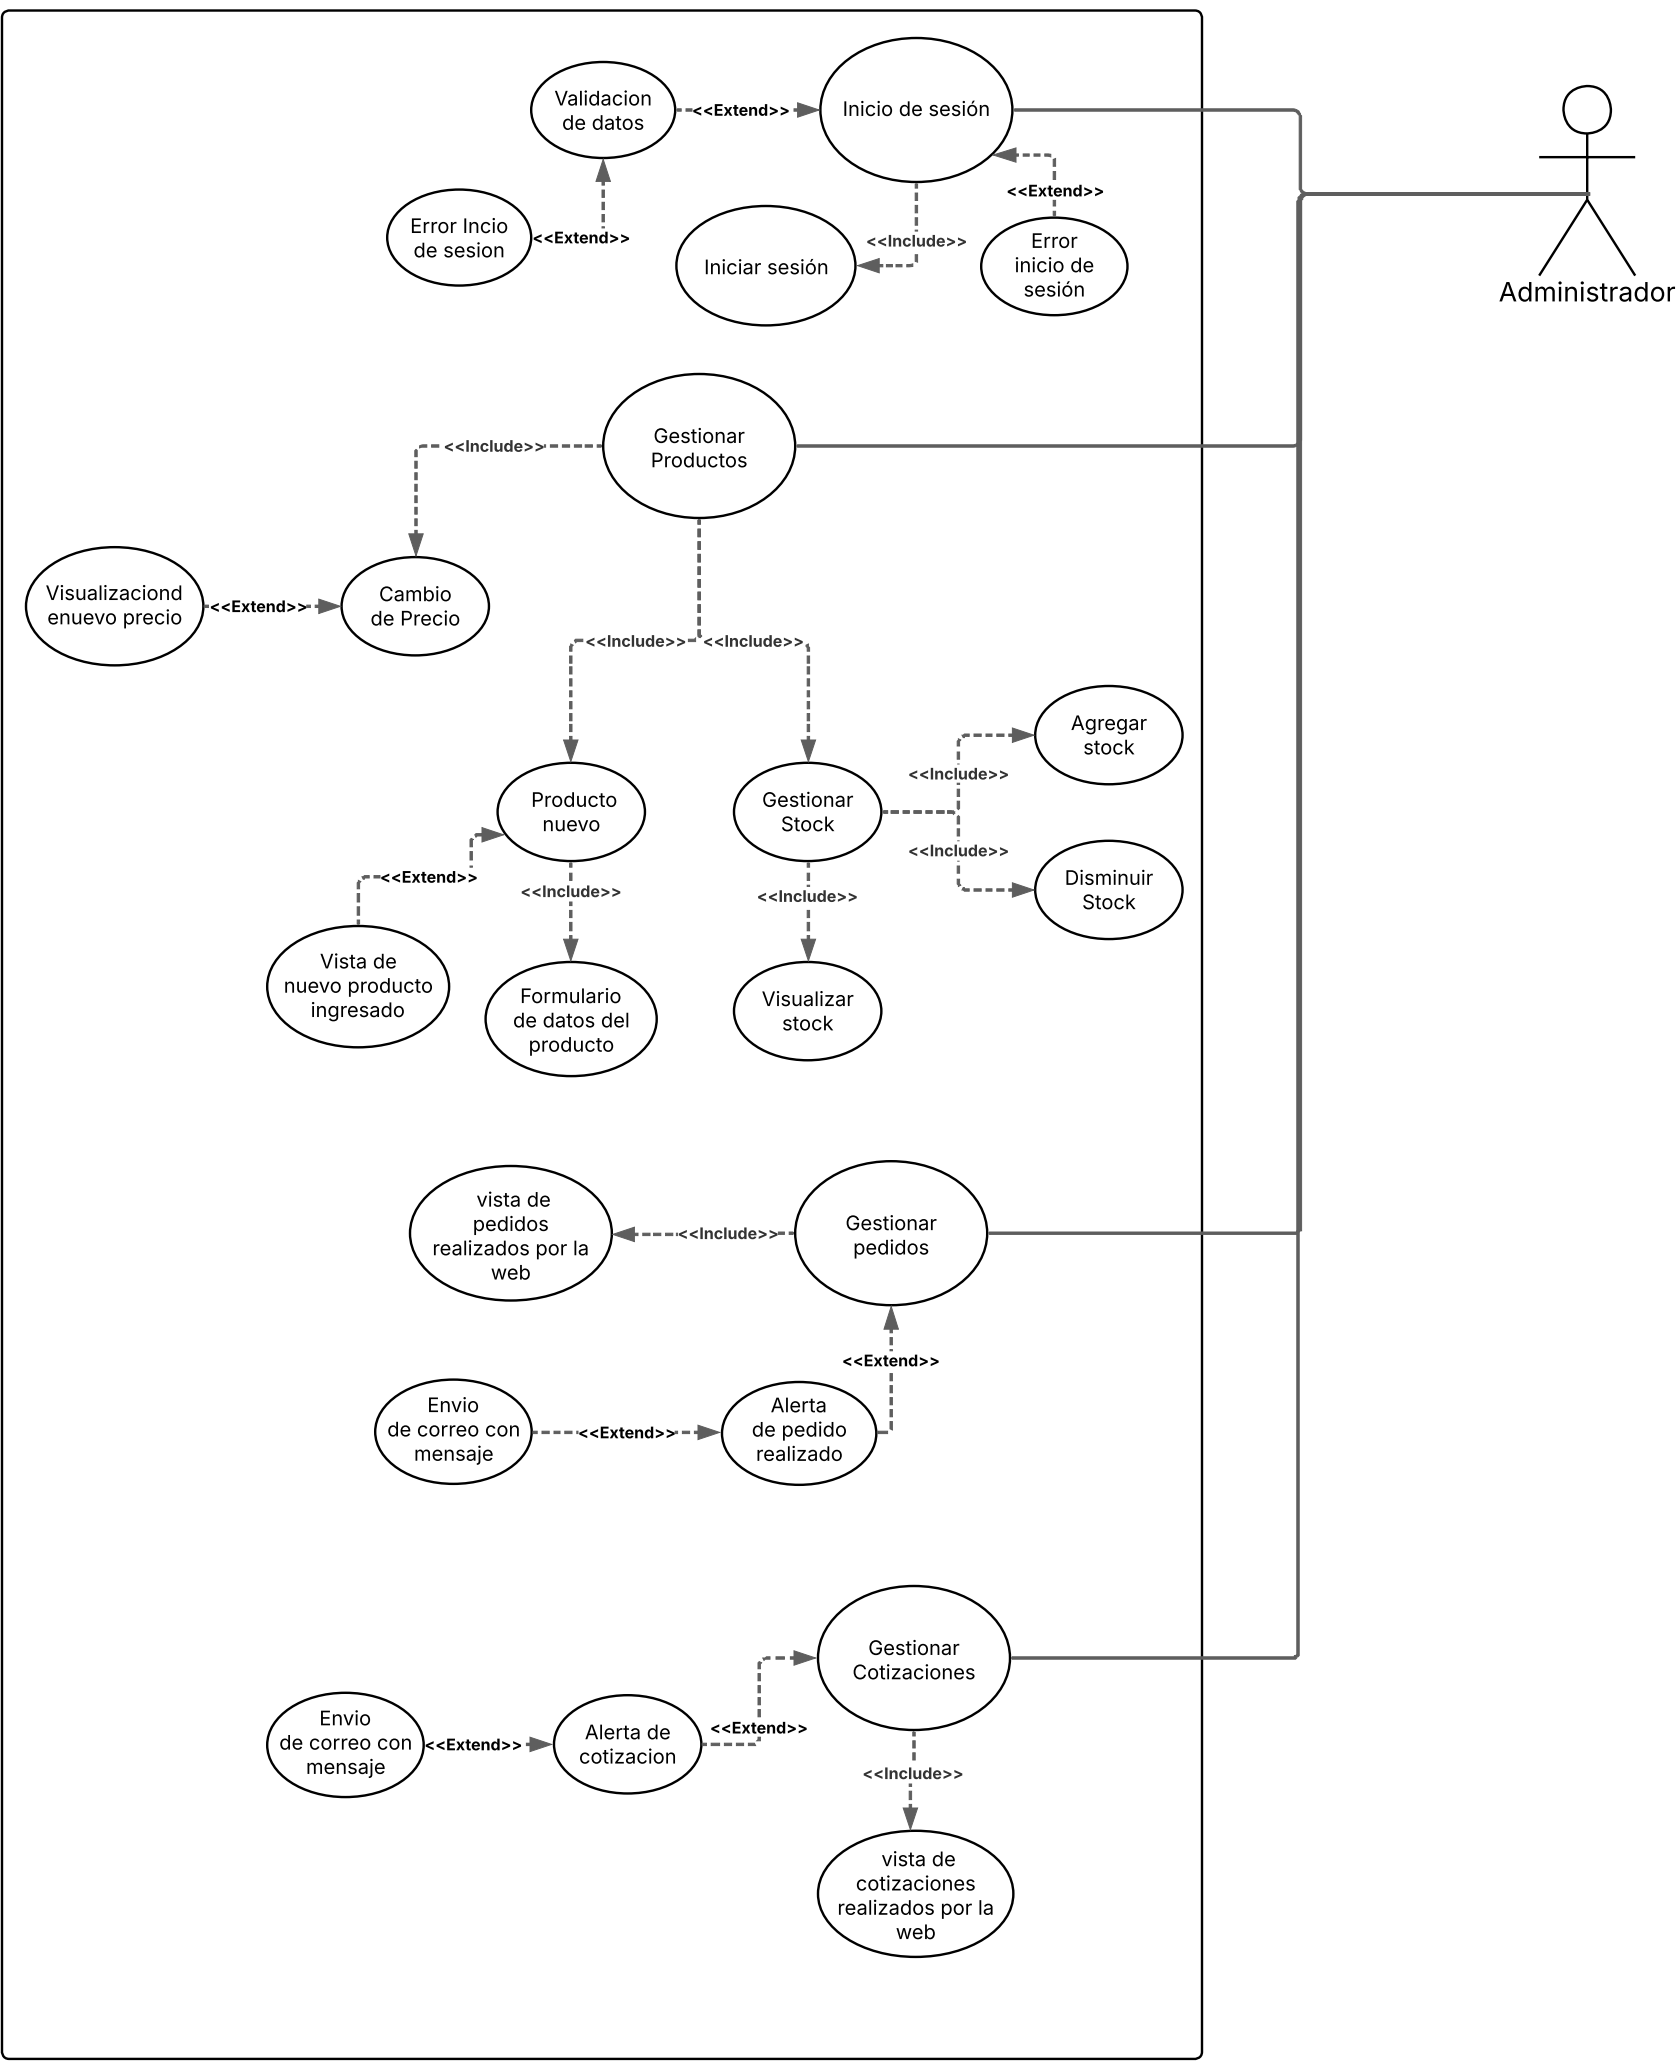 Validacion
de datos
<<Extend>>
Inicio de sesión
<<Extend>>
Error Incio
de sesion
<<Extend>>
Iniciar sesión
<<Include>>
Error
inicio de
sesión
Administrador
<<Include>>
Gestionar
Productos
Visualizaciond
enuevo precio
<<Extend>>
Cambio
de Precio
<<Include>>
<<Include>>
Agregar
stock
<<Include>>
Producto
nuevo
Gestionar
Stock
<<Include>>
<<Extend>>
<<Include>>
<<Include>>
Disminuir
Stock
Vista de
nuevo producto
ingresado
Formulario
de datos del
producto
Visualizar
stock
vista de
pedidos
realizados por la
web
<<Include>>
Gestionar
pedidos
<<Extend>>
Envio
de correo con
mensaje
<<Extend>>
Alerta
de pedido
realizado
Gestionar
Cotizaciones
Envio
de correo con
mensaje
<<Extend>>
Alerta de
cotizacion
<<Extend>>
<<Include>>
vista de
cotizaciones
realizados por la
web